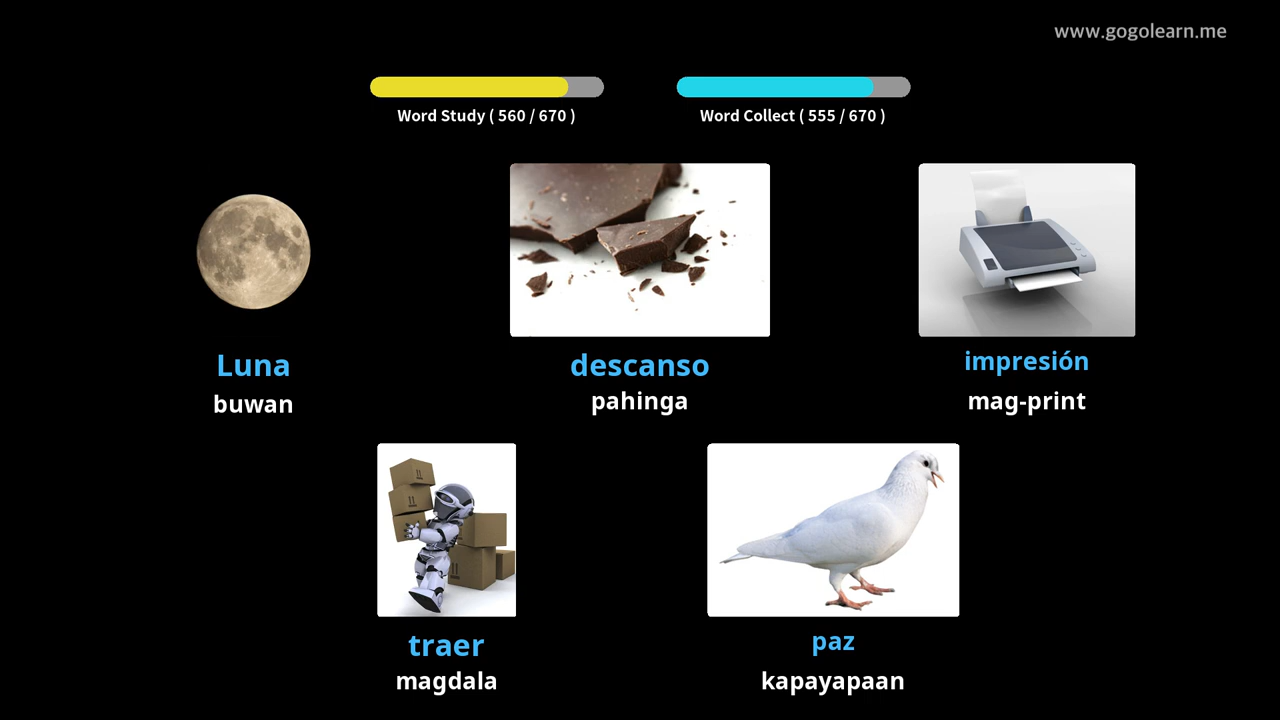 www.gogolearn.me
Word Study ( 560 / 670 )
Word Collect ( 555 / 670 )
Luna
buwan
descanso
pahinga
impresión
mag-print
traer
magdala
paz
kapayapaan